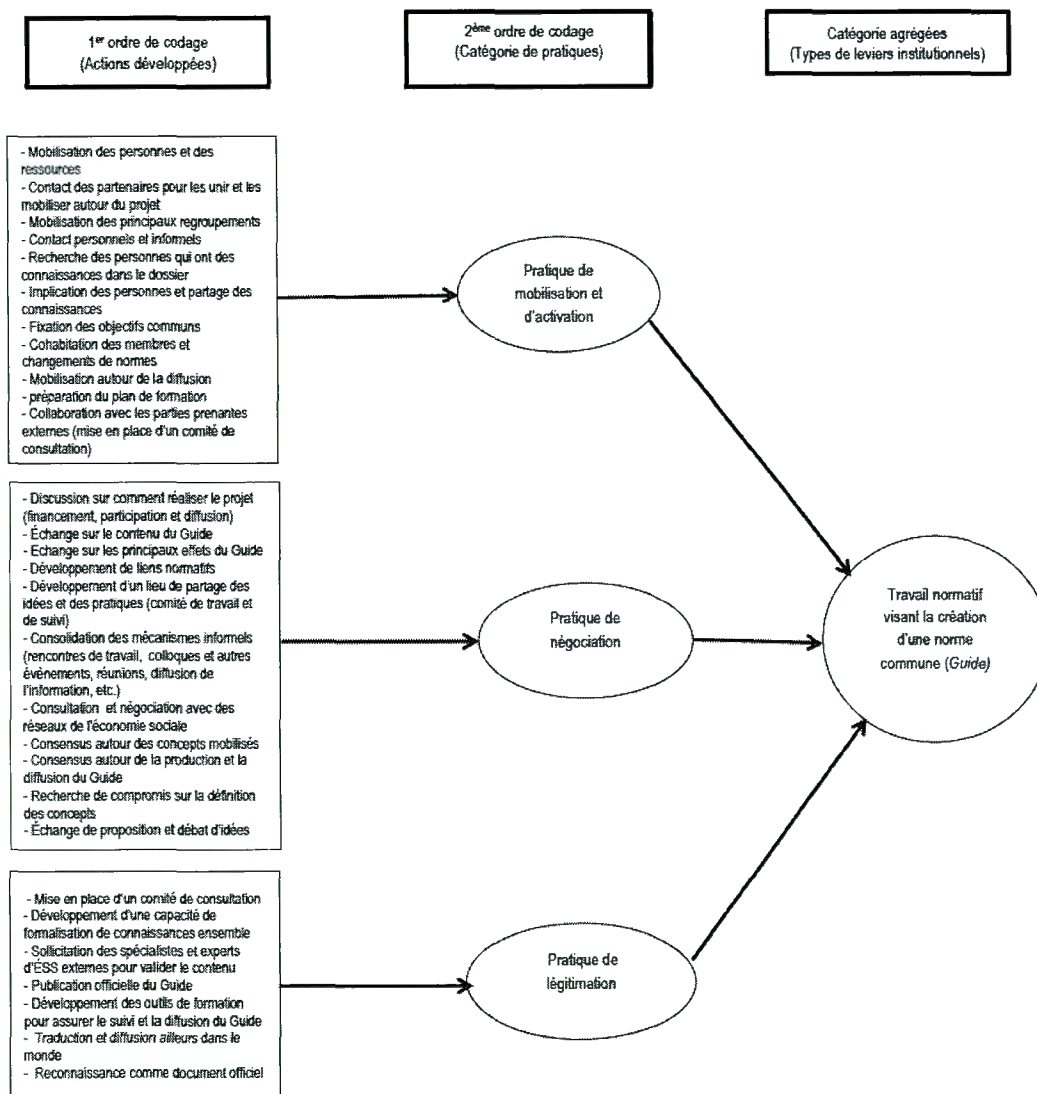 1er ordre de codage
(Actions développées)
2ème ordre de codage
(Catégorie de pratiques)
Catégorie agrégées
(Types de leviers institutionnels)
- Mobilisation des personnes et des
ressources
- Contact des partenaires pour les unir et les
mobiliser autour du projet
- Mobilisation des principaux regroupements
- Contact personnels et informels
- Recherche des personnes qui ont des
connaissances dans le dossier
- Implication des personnes et partage des
connaissances
- Fixation des objectifs communs
- Cohabitation des membres et
changements de normes
- Mobilisation autour de la diffusion
- préparation du plan de formation
- Collaboration avec les parties prenantes
externes (mise en place d'un comité de
consultation)
Pratique de
mobilisation et
d'activation
- Discussion sur comment réaliser le projet
(financement, participation et diffusion)
- Échange sur le contenu du Guide
- Echange sur les principaux effets du Guide
- Développement de liens normatifs
- Développement d'un lieu de partage des
idées et des pratiques (comité de travail et
de suivi)
- Consolidation des mécanismes informels
(rencontres de travail, colloques et autres
événements, réunions, diffusion de
l'information, etc.)
- Consultation et négociation avec des
réseaux de l'économie sociale
- Consensus autour des concepts mobilisés
- Consensus autour de la production et la
diffusion du Guide
- Recherche de compromis sur la définition
des concepts
- Échange de proposition et débat d'idées
Pratique de
négociation
Travail normatif
visant la création
d'une norme
commune (Guide)
- Mise en place d'un comité de consultation
- Développement d'une capacité de
formalisation de connaissances ensemble
- Sollicitation des spécialistes et experts
d'ÉSS externes pour valider le contenu
- Publication officielle du Guide
- Développement des outils de formation
pour assurer le suivi et la diffusion du Guide
- Traduction et diffusion ailleurs dans le
monde
- Reconnaissance comme document officiel
Pratique de
légitimation